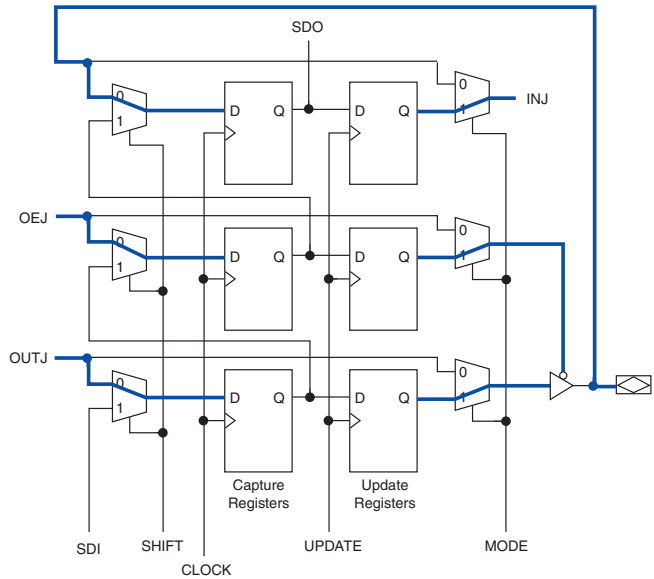 SDO
0
1
D Q
D Q
0
1
INJ
OEJ
0
1
D Q
D Q
0
1
OUTJ
0
1
D Q
D Q
0
1
Capture
Registers
Update
Registers
SDI
SHIFT
CLOCK
UPDATE
MODE